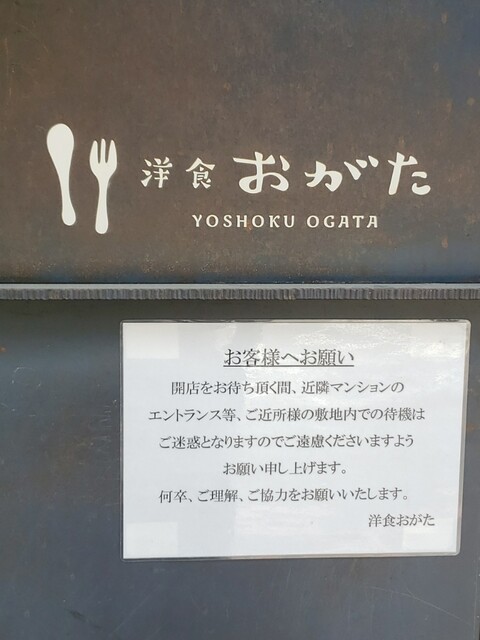 洋食 おがた
YOSHOKU OGATA
お客様へお願い
開店をお待ち頂く間、近隣マンションの
エントランス等、ご近所様の敷地内での待機は
ご迷惑となりますのでご遠慮くださいますよう
お願い申し上げます。
何卒、ご理解、ご協力をお願いいたします。
洋食おがた